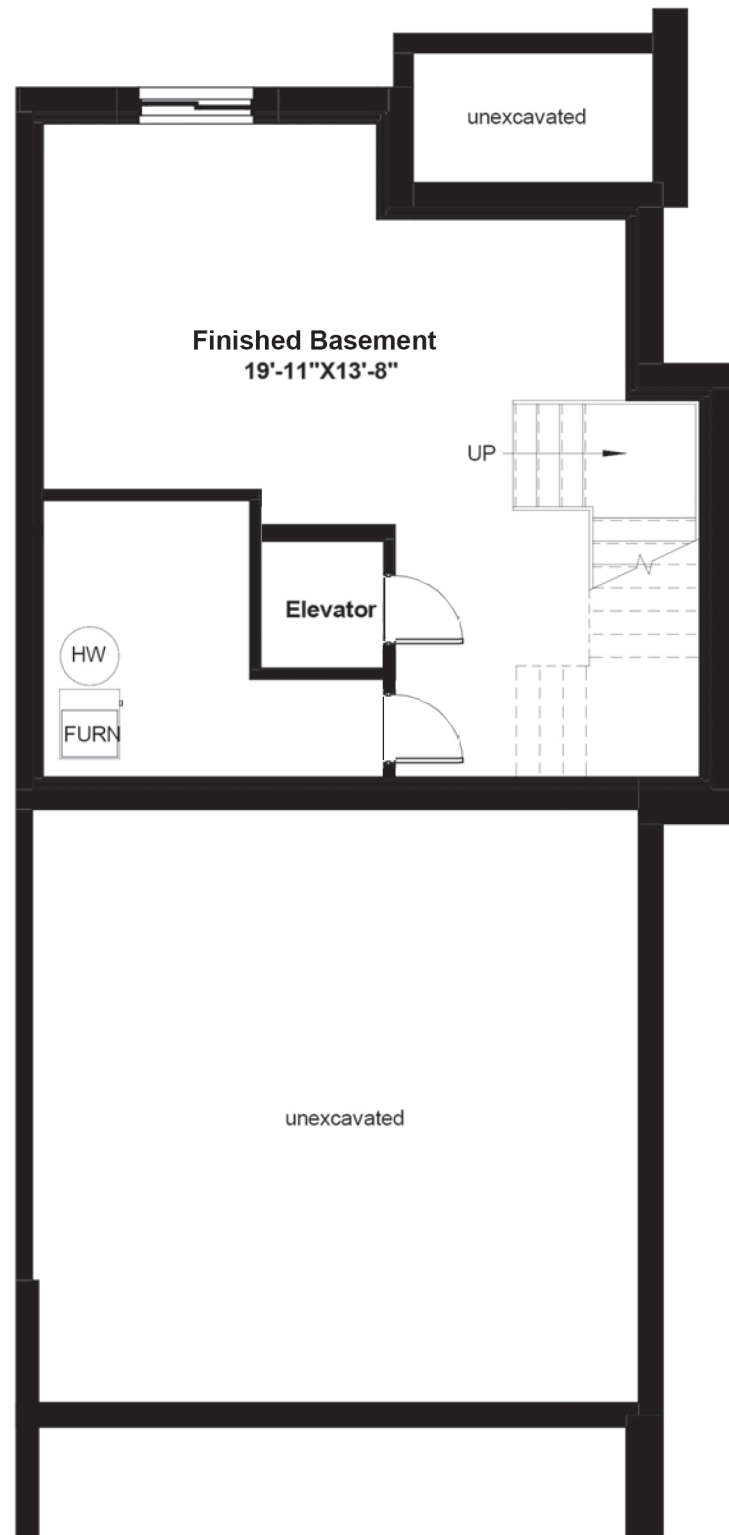 unexcavated
Finished Basement
19'-11"X13'-8"
UP
Elevator
HW
FURN
unexcavated